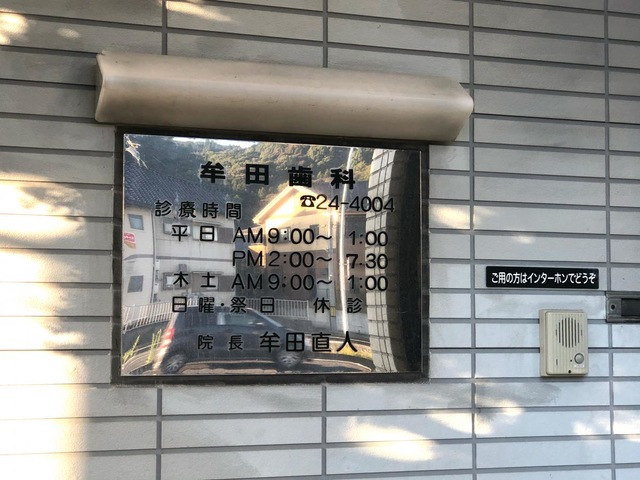 牟田歯科
☎24-4004
診療時間
平日 AM9:00~1:00
PM2:00~7.30
木土 AM9:00~1:00
日曜・祭日 休診
院長 牟田直人
ご用の方はインターホンでどうぞ